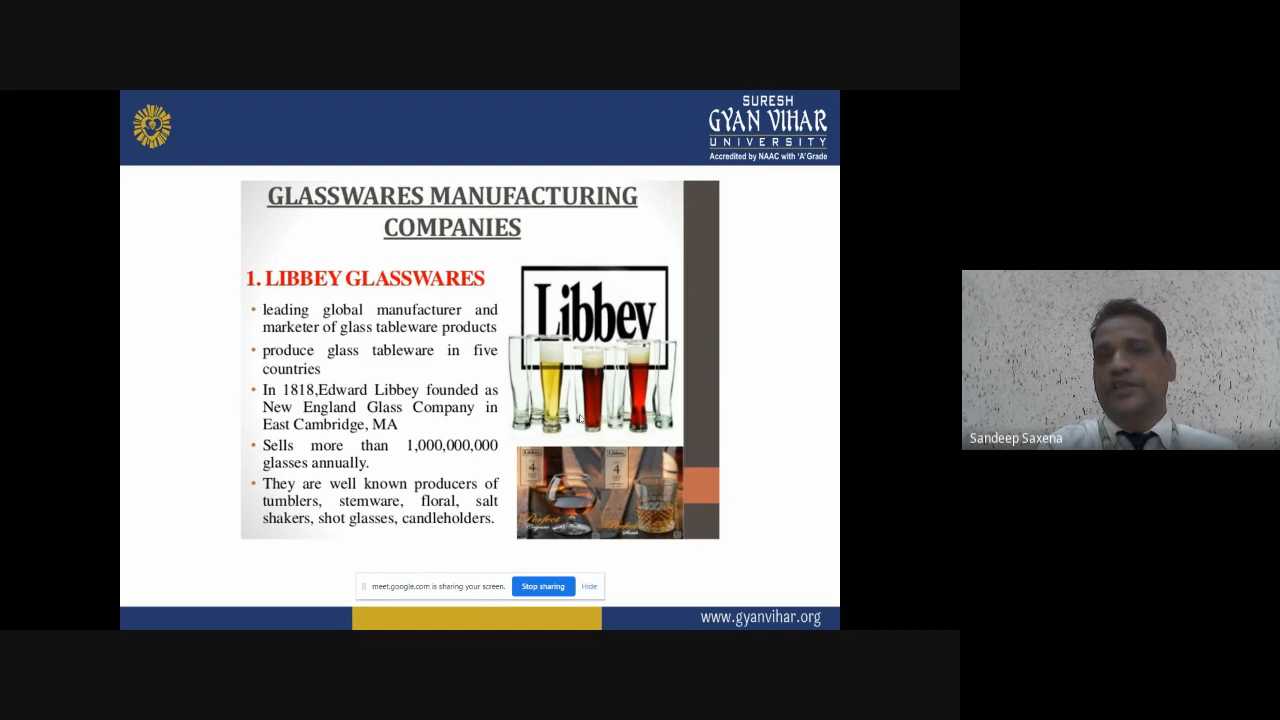 SURESH
GYAN VIHAR
UNIVERSITY
Accredited by NAAC with 'A' Grade
GLASSWARES MANUFACTURING
COMPANIES
1. LIBBEY GLASSWARES
• leading global manufacturer and
marketer of glass tableware products
• produce glass tableware in five
countries
• In 1818,Edward Libbey founded as
New England Glass Company in
East Cambridge, MA
• Sells more than 1,000,000,000
glasses annually.
• They are well known producers of
tumblers, stemware, floral, salt
shakers, shot glasses, candleholders.
Libbey
4
4
Perfect
meet.google.com is sharing your screen.
Stop sharing
Hide
www.gyanvihar.org
Sandeep Saxena